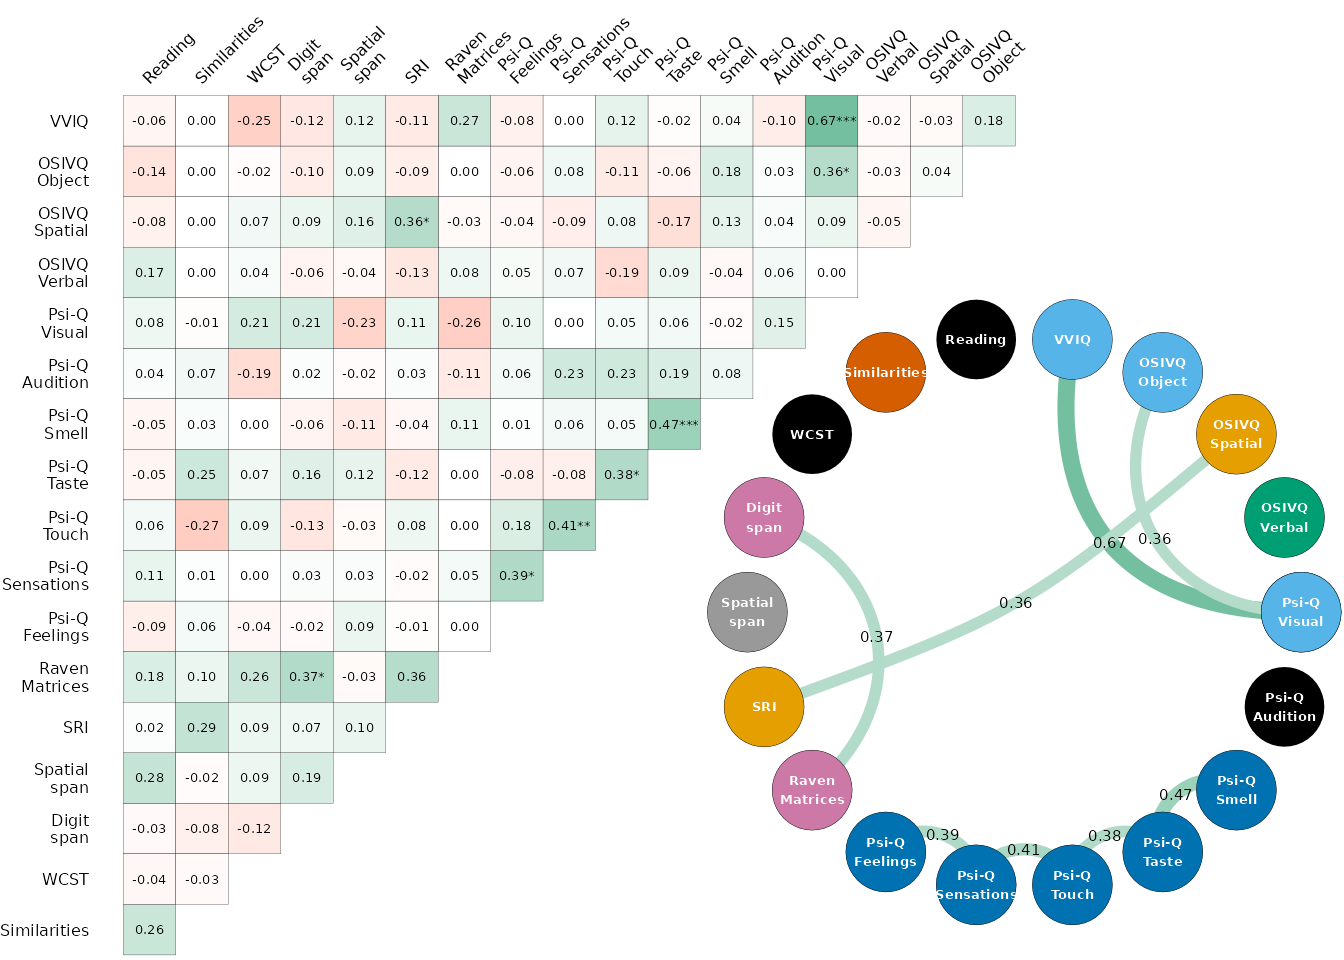 Reading
Similarities
WCST
Digit
span
Spatial
span
SRI
Raven
Matrices
Psi-Q
Feelings
Psi-Q
Sensations
Psi-Q
Touch
Psi-Q
Taste
Psi-Q
Smell
Psi-Q
Audition
Psi-Q
Visual
OSIVQ
Verbal
OSIVQ
Spatial
OSIVQ
Object
VVIQ -0.06 0.00 -0.25 -0.12 0.12 -0.11 0.27 -0.08 0.00 0.12 -0.02 0.04 -0.10 0.67*** -0.02 -0.03 0.18
OSIVQ
Object -0.14 0.00 -0.02 -0.10 0.09 -0.09 0.00 -0.06 0.08 -0.11 -0.06 0.18 0.03 0.36* -0.03 0.04
OSIVQ
Spatial -0.08 0.00 0.07 0.09 0.16 0.36* -0.03 -0.04 -0.09 0.08 -0.17 0.13 0.04 0.09 -0.05
OSIVQ
Verbal 0.17 0.00 0.04 -0.06 -0.04 -0.13 0.08 0.05 0.07 -0.19 0.09 -0.04 0.06 0.00
Psi-Q
Visual 0.08 -0.01 0.21 0.21 -0.23 0.11 -0.26 0.10 0.00 0.05 0.06 -0.02 0.15
Psi-Q
Audition 0.04 0.07 -0.19 0.02 -0.02 0.03 -0.11 0.06 0.23 0.23 0.19 0.08
Psi-Q
Smell -0.05 0.03 0.00 -0.06 -0.11 -0.04 0.11 0.01 0.06 0.05 0.47***
Psi-Q
Taste -0.05 0.25 0.07 0.16 0.12 -0.12 0.00 -0.08 -0.08 0.38*
Psi-Q
Touch 0.06 -0.27 0.09 -0.13 -0.03 0.08 0.00 0.18 0.41**
Psi-Q
Sensations 0.11 0.01 0.00 0.03 0.03 -0.02 0.05 0.39*
Psi-Q
Feelings -0.09 0.06 -0.04 -0.02 0.09 -0.01 0.00
Raven
Matrices 0.18 0.10 0.26 0.37* -0.03 0.36
SRI 0.02 0.29 0.09 0.07 0.10
Spatial
span 0.28 -0.02 0.09 0.19
Digit
span -0.03 -0.08 -0.12
WCST -0.04 -0.03
Similarities 0.26
Reading
VVIQ
Similarities
OSIVQ
Object
WCST
OSIVQ
Spatial
Digit
span
OSIVQ
Verbal
0.67
0.36
Spatial
span
0.36
Psi-Q
Visual
0.37
SRI
Psi-Q
Audition
Raven
Matrices
Psi-Q
Smell
0.47
Psi-Q
Feelings
0.39
0.41
0.38
Psi-Q
Taste
Psi-Q
Sensations
Psi-Q
Touch